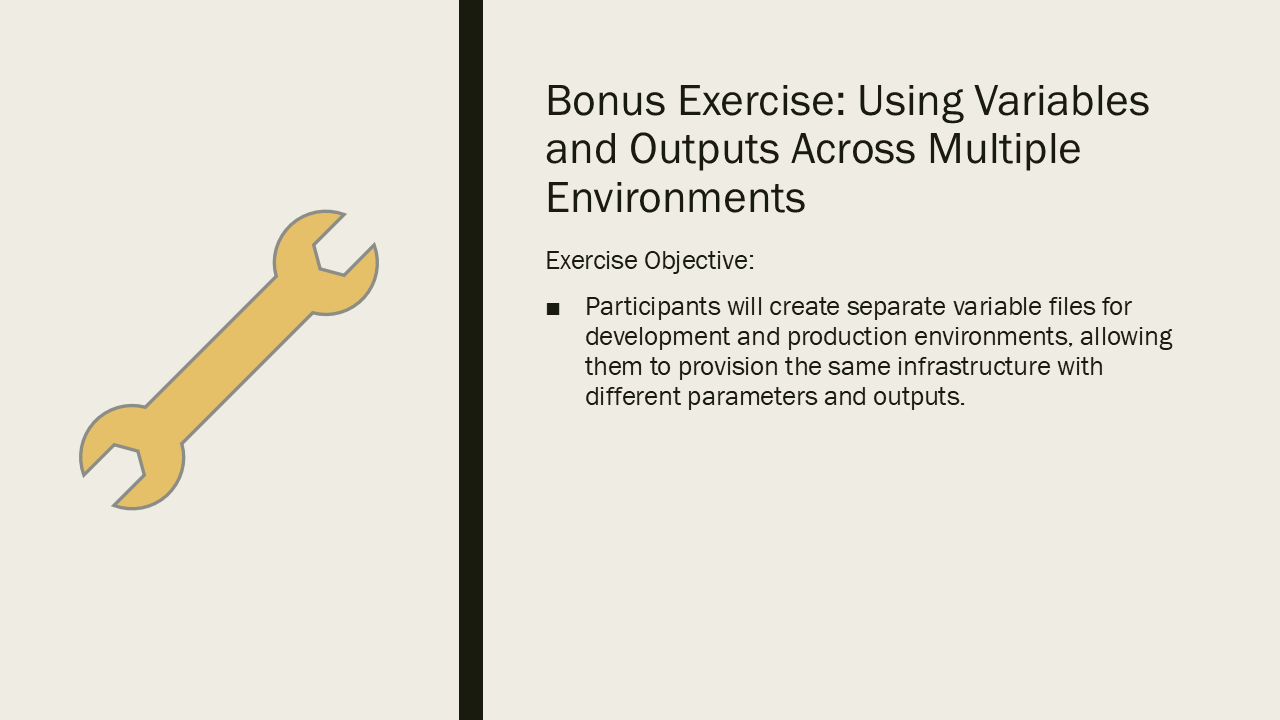 Bonus Exercise: Using Variables
and Outputs Across Multiple
Environments
Exercise Objective:
■ Participants will create separate variable files for
development and production environments, allowing
them to provision the same infrastructure with
different parameters and outputs.